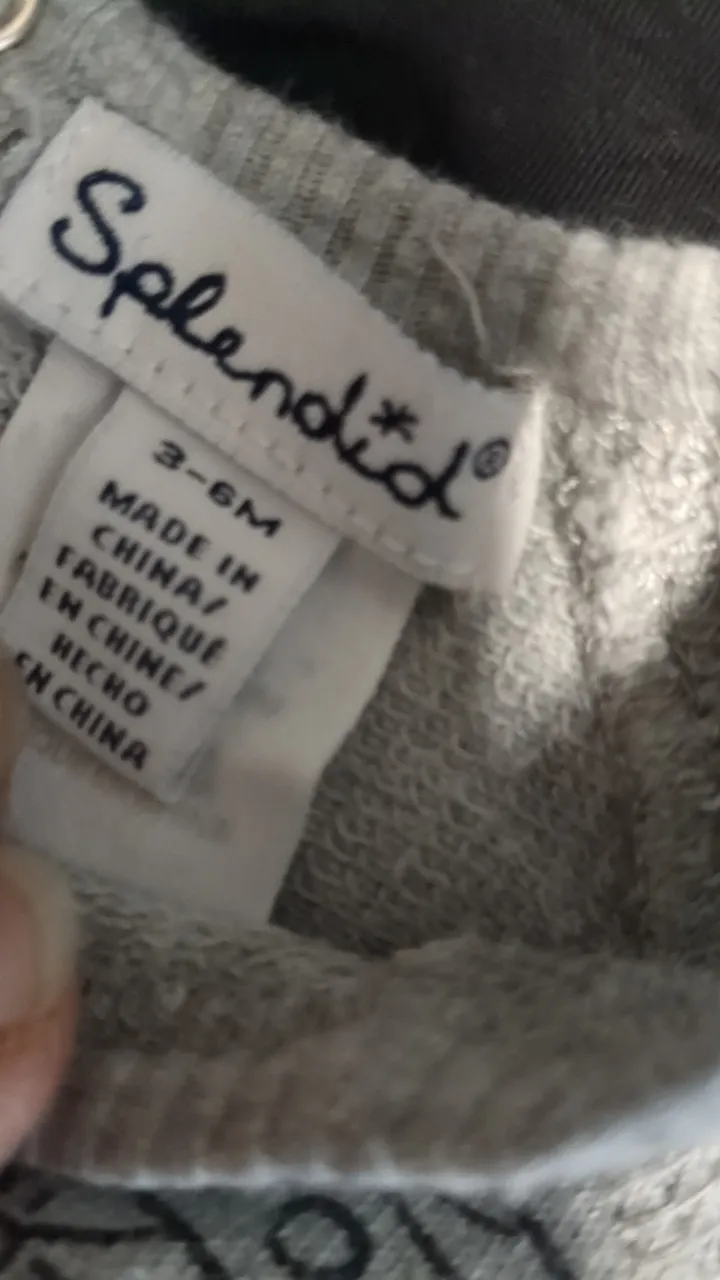 Splendid®
3-6M
MADE IN
CHINA/
FABRIQUÉ
EN CHINE/
HECHO
EN CHINA